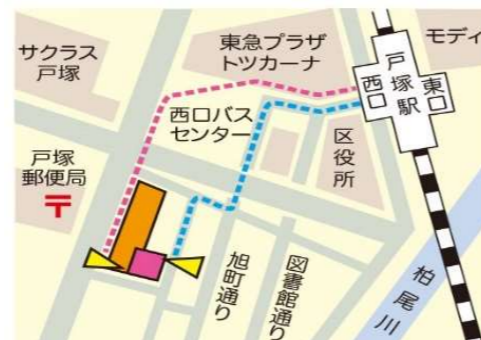 サクラス
戸塚
東急プラザ
トツカーナ
モディ
戸塚駅
西口
東口
西口バス
センター
区役所
戸塚
郵便局
〒
旭町通り
図書館通り
柏尾川